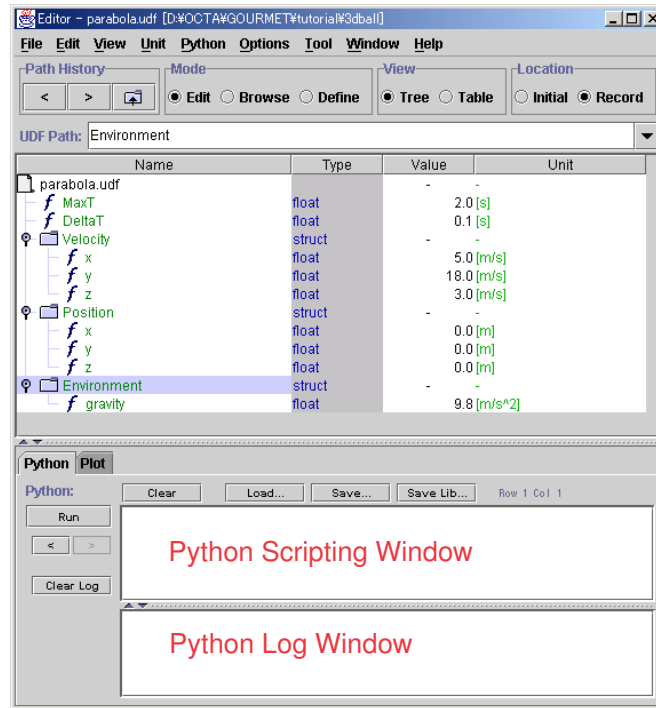 Editor - parabola.udf [D:¥OCTA¥GOURMET¥tutorial¥3dball]
File Edit View Unit Python Options Tool Window Help
Path History Mode View Location
< > Edit Browse Define Tree Table Initial Record
UDF Path: Environment
Name Type Value Unit
parabola.udf - -
f MaxT float 2.0 [s]
f DeltaT float 0.1 [s]
Velocity struct - -
f x float 5.0 [m/s]
f y float 18.0 [m/s]
f z float 3.0 [m/s]
Position struct - -
f x float 0.0 [m]
f y float 0.0 [m]
f z float 0.0 [m]
Environment struct - -
f gravity float 9.8 [m/s^2]
Python Plot
Python: Clear Load... Save... Save Lib... Row 1 Col 1
Run
< >
Clear Log
Python Scripting Window
Python Log Window